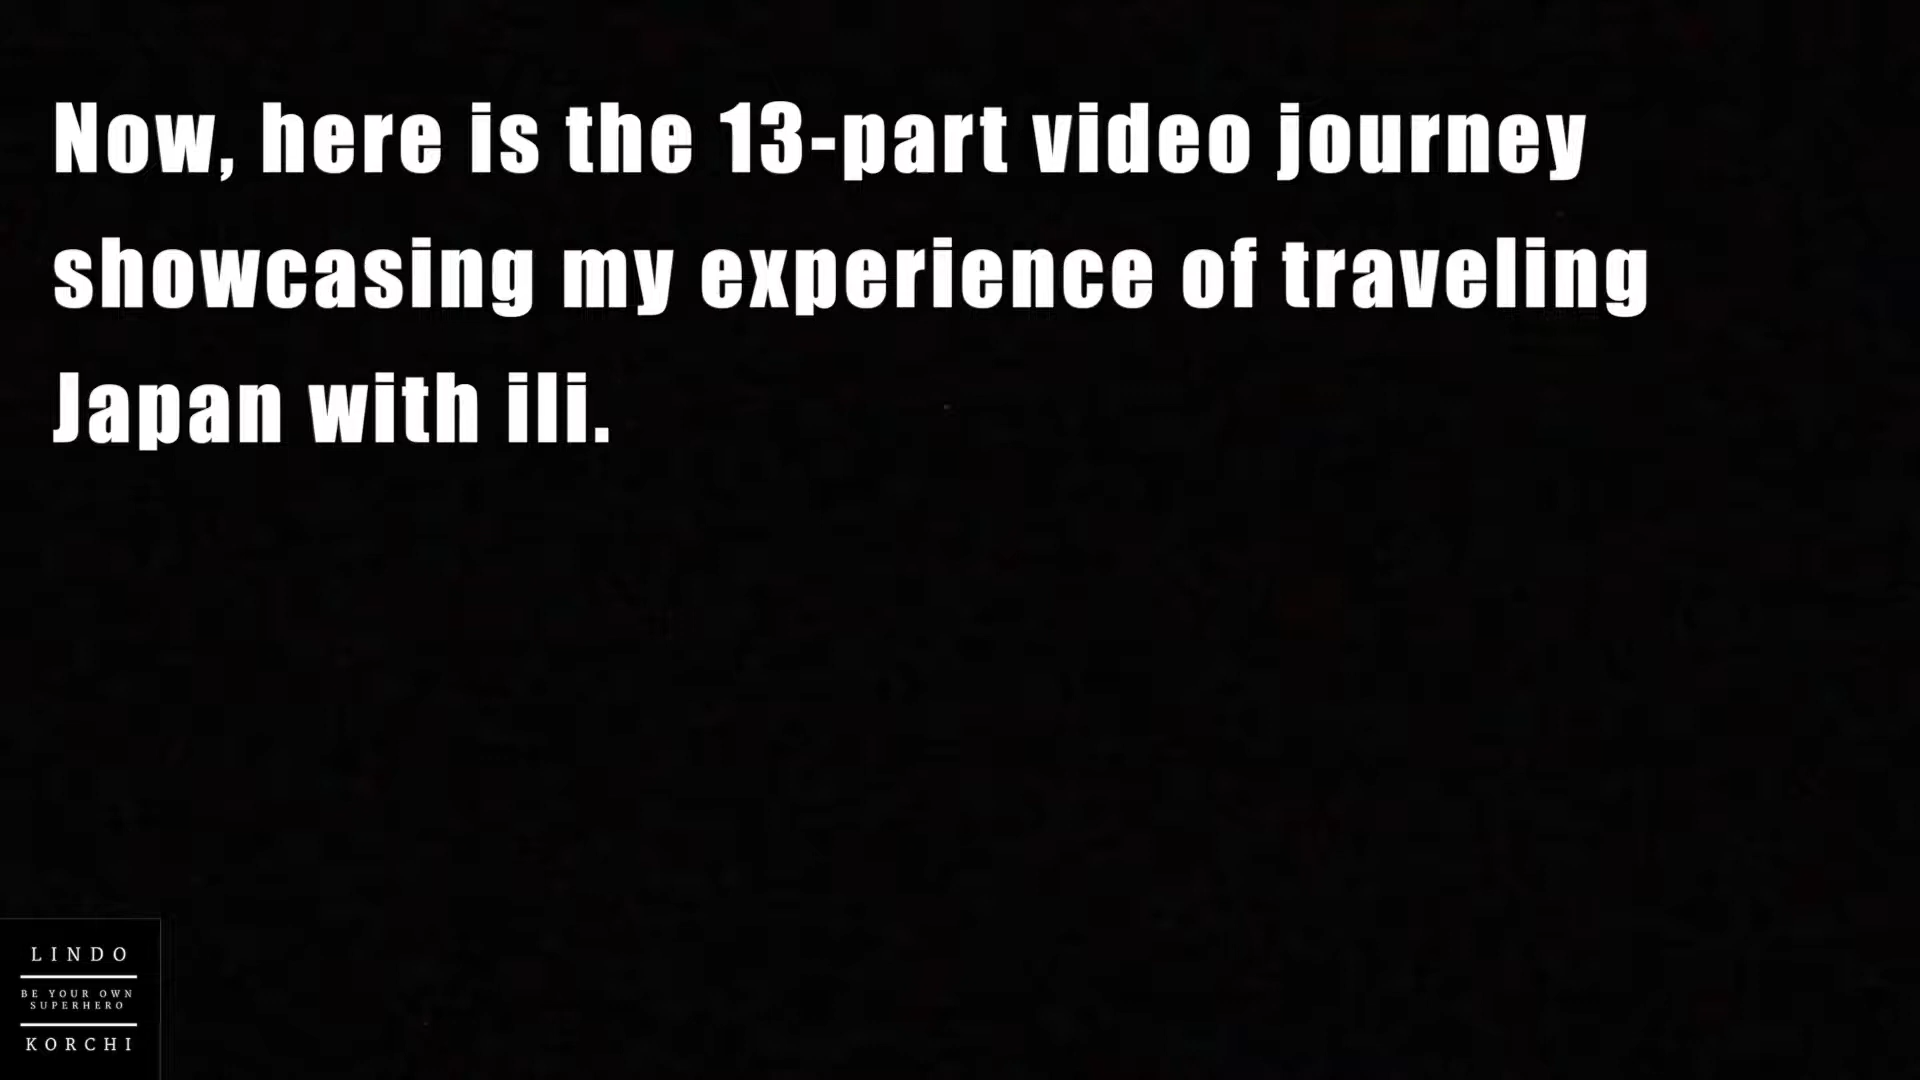 Now, here is the 13-part video journey
showcasing my experience of traveling
Japan with ili.
LINDO
BE YOUR OWN
SUPERHERO
KORCHI